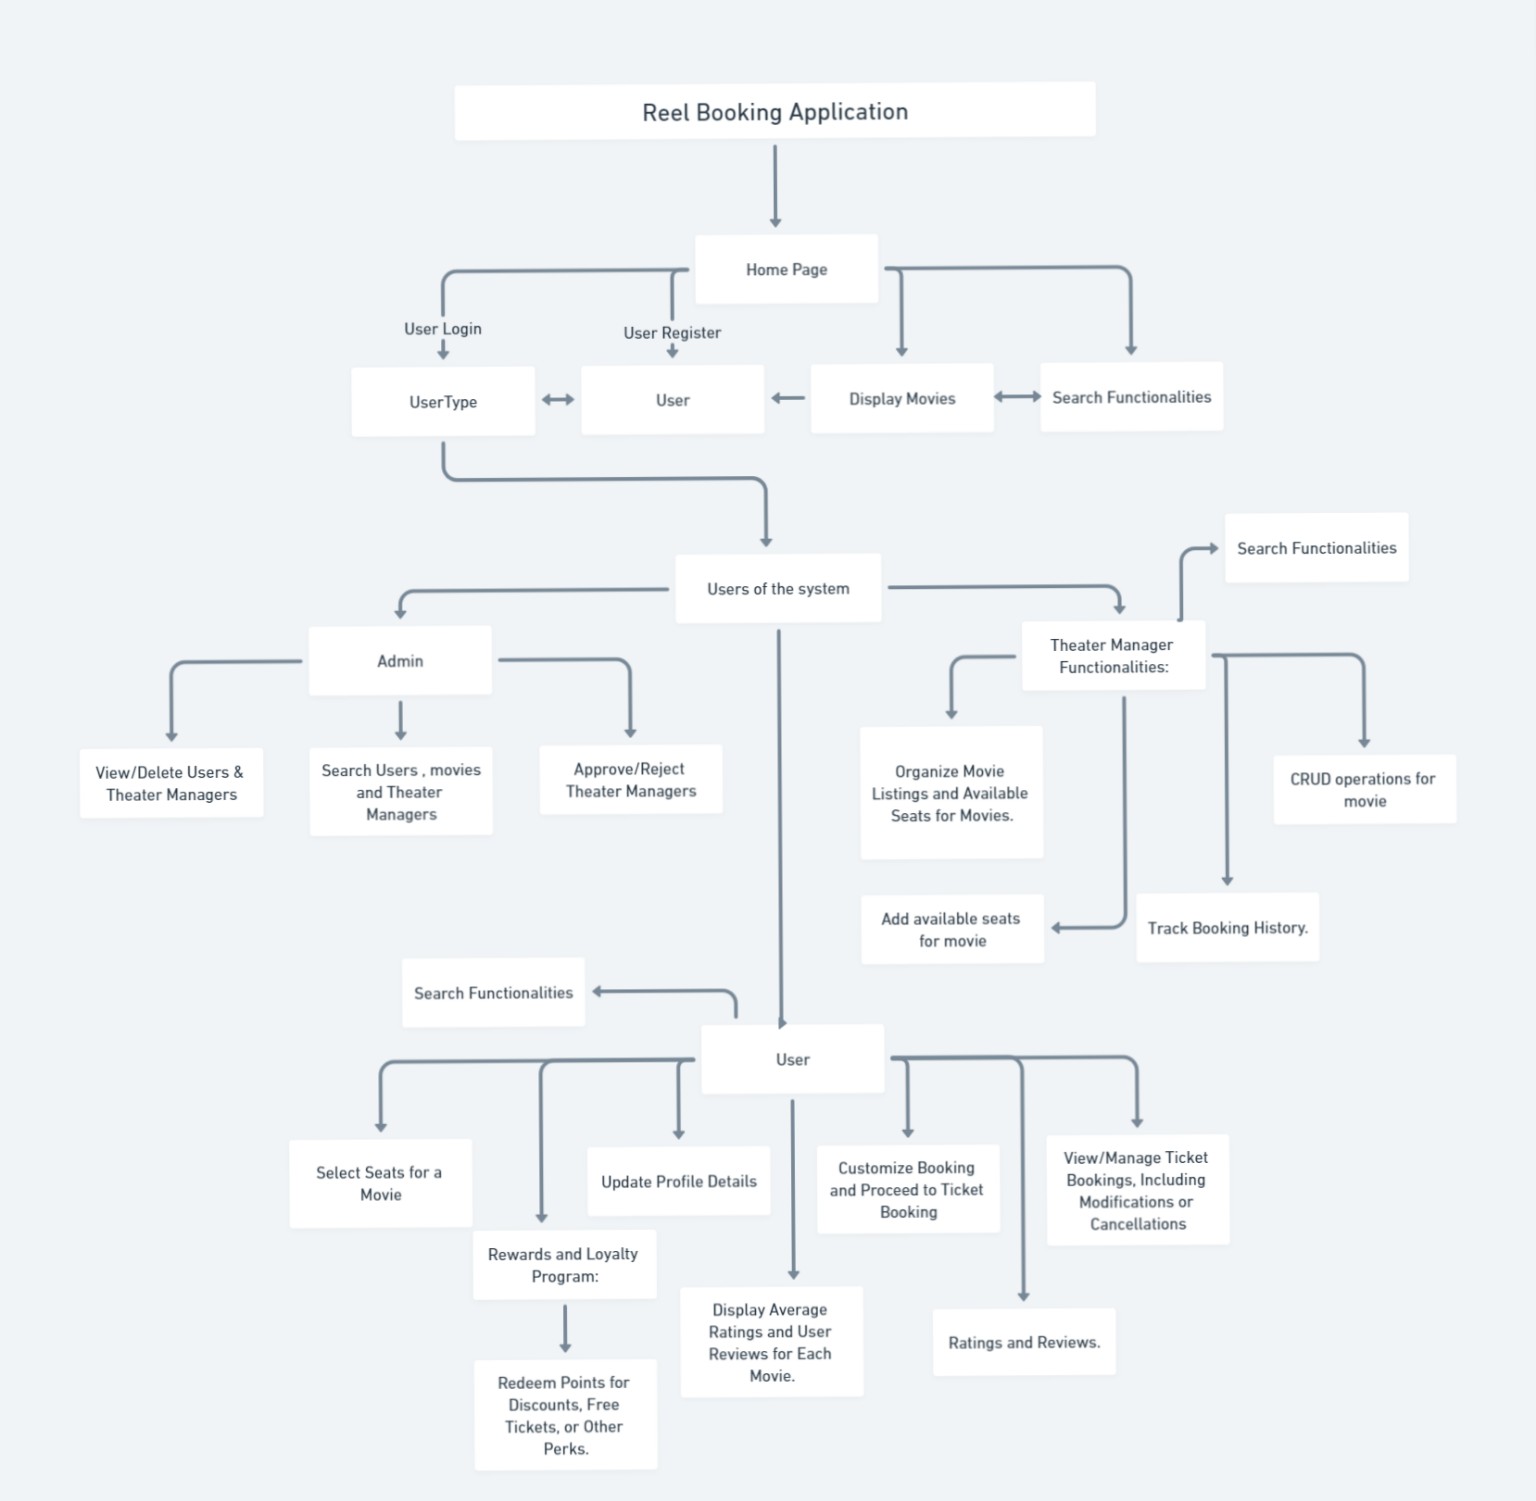 Reel Booking Application
Home Page
User Login
User Register
UserType
User
Display Movies
Search Functionalities
Users of the system
Search Functionalities
Admin
Theater Manager
Functionalities:
View/Delete Users &
Theater Managers
Search Users , movies
and Theater
Managers
Approve/Reject
Theater Managers
Organize Movie
Listings and Available
Seats for Movies.
CRUD operations for
movie
Add available seats
for movie
Track Booking History.
Search Functionalities
User
Select Seats for a
Movie
Update Profile Details
Customize Booking
and Proceed to Ticket
Booking
View/Manage Ticket
Bookings, Including
Modifications or
Cancellations
Rewards and Loyalty
Program:
Display Average
Ratings and User
Reviews for Each
Movie.
Ratings and Reviews.
Redeem Points for
Discounts, Free
Tickets, or Other
Perks.